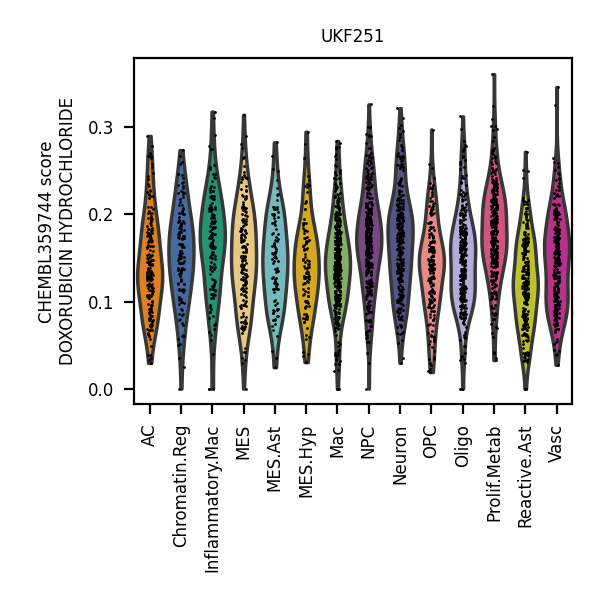 UKF251
CHEMBL359744 score
DOXORUBICIN HYDROCHLORIDE
0.3
0.2
0.1
0.0
AC
Chromatin.Reg
Inflammatory.Mac
MES
MES.Ast
MES.Hyp
Mac
NPC
Neuron
OPC
Oligo
Prolif.Metab
Reactive.Ast
Vasc